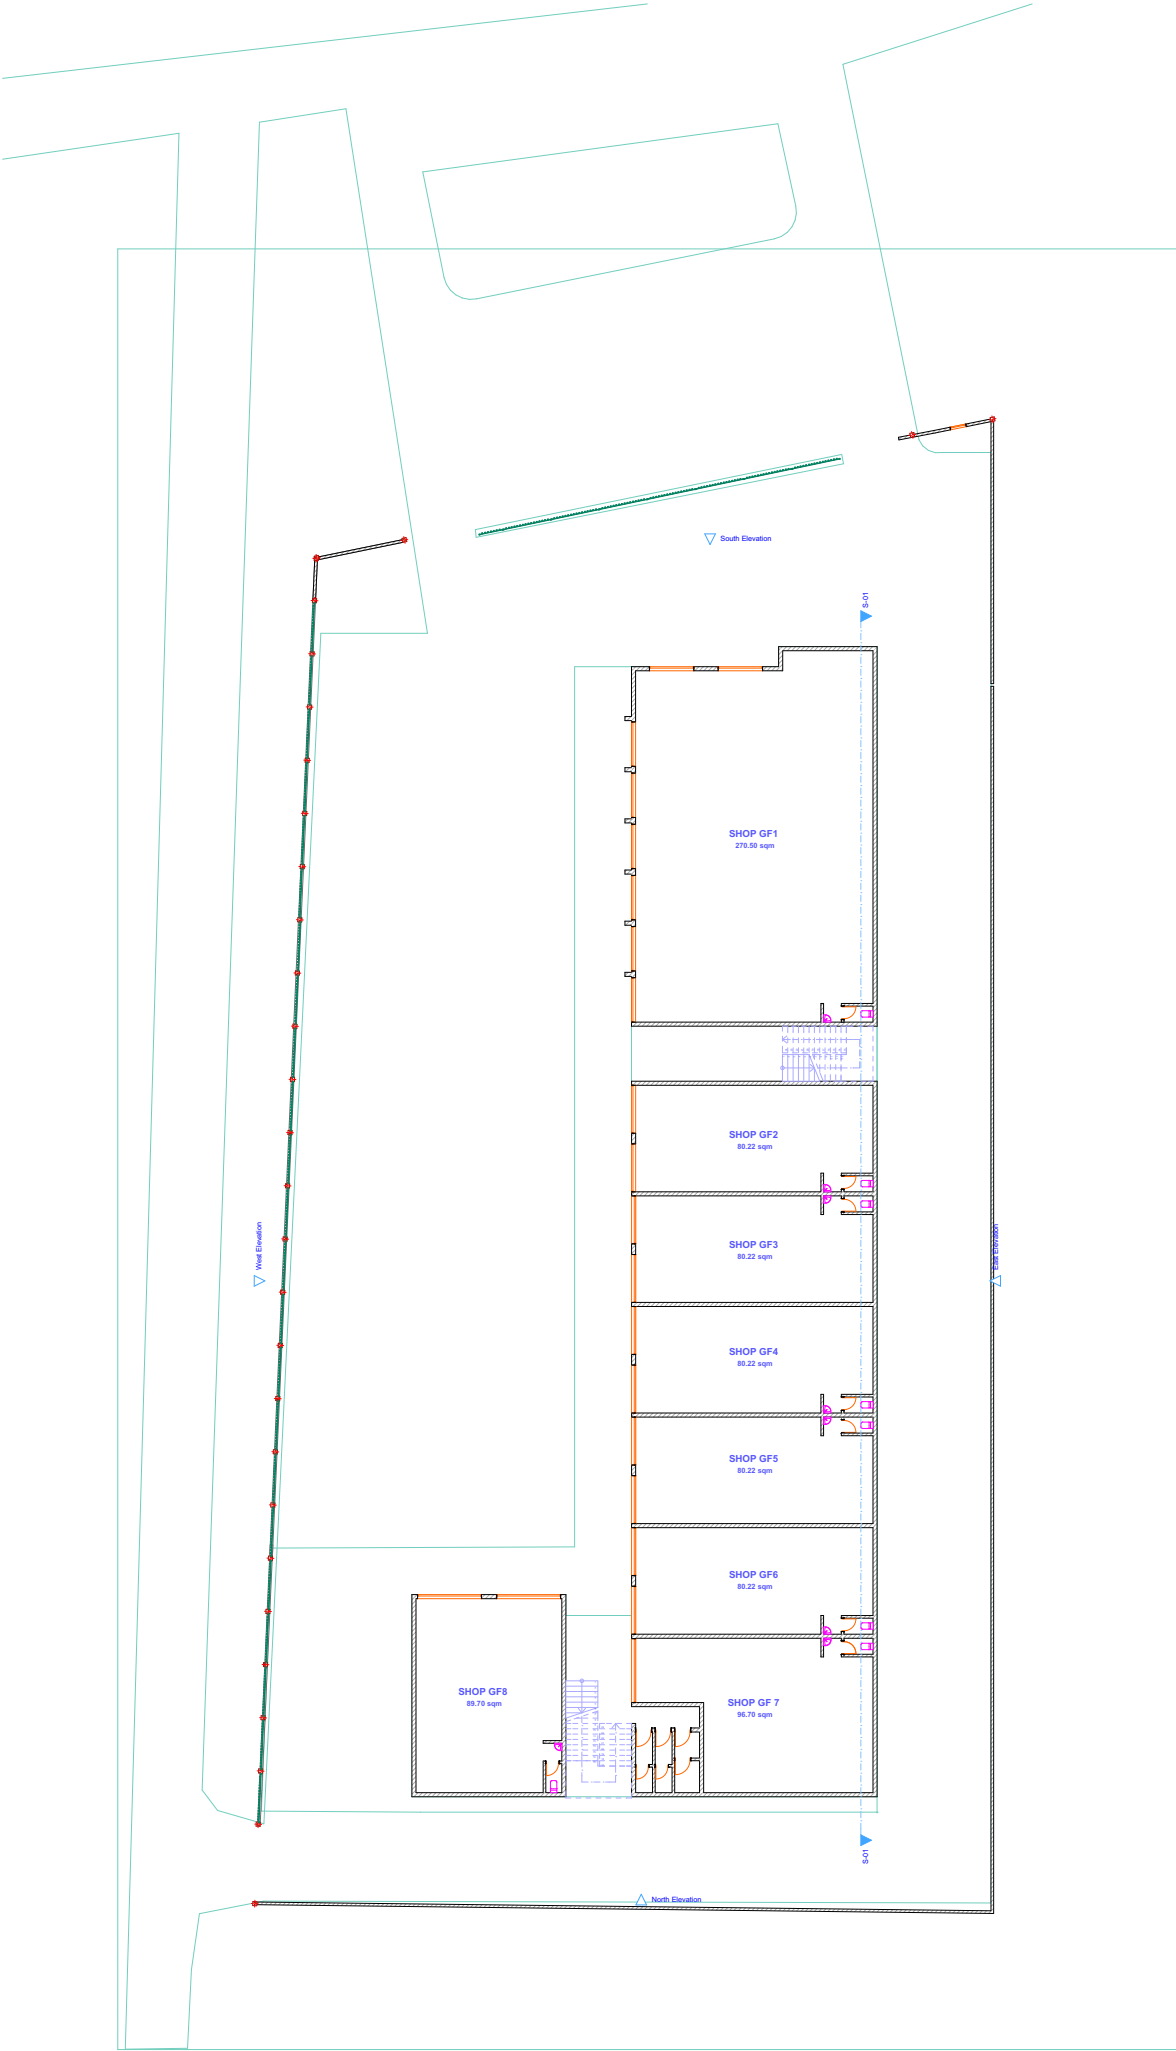 South Elevation
S-01
SHOP GF1
270.50 sqm
SHOP GF2
80.22 sqm
West Elevation
East Elevation
SHOP GF3
80.22 sqm
SHOP GF4
80.22 sqm
SHOP GF5
80.22 sqm
SHOP GF6
80.22 sqm
SHOP GF8
89.70 sqm
SHOP GF 7
96.70 sqm
S-01
North Elevation